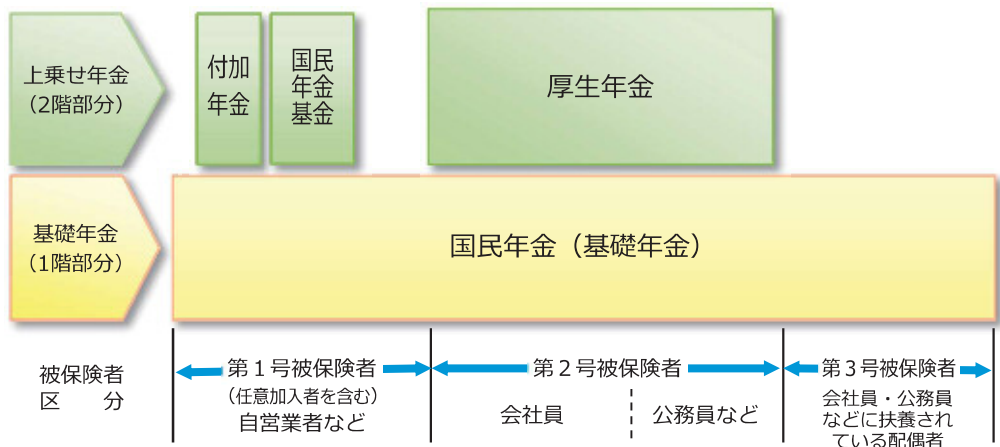 上乗せ年金
（2階部分）
付加
年金
国民
年金
基金
厚生年金
基礎年金
（1階部分）
国民年金（基礎年金）
被保険者
区　　分
第１号被保険者
（任意加入者を含む）
自営業者など
第２号被保険者
会社員
公務員など
第３号被保険者
会社員・公務員
などに扶養され
ている配偶者